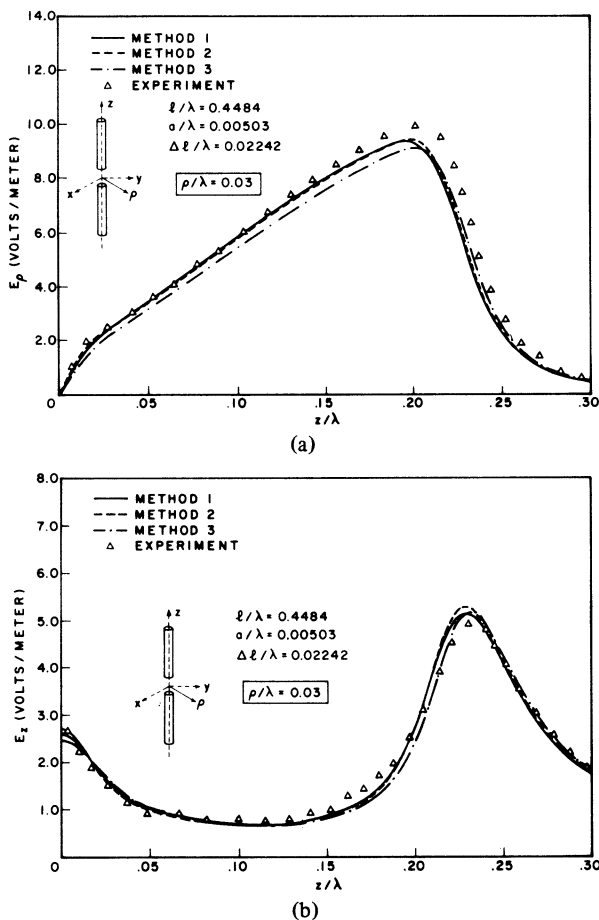 14.0
12.0
10.0
8.0
6.0
4.0
2.0
E_ρ (VOLTS/METER)
METHOD 1
METHOD 2
METHOD 3
△ EXPERIMENT
ℓ/λ = 0.4484
a/λ = 0.00503
Δℓ/λ = 0.02242
ρ/λ = 0.03
z
y
x
ρ
0 .05 .10 .15 .20 .25 .30
z/λ
(a)
8.0
7.0
6.0
5.0
4.0
3.0
2.0
1.0
E_z (VOLTS/METER)
METHOD 1
METHOD 2
METHOD 3
△ EXPERIMENT
ℓ/λ = 0.4484
a/λ = 0.00503
Δℓ/λ = 0.02242
ρ/λ = 0.03
z
y
x
ρ
0 .05 .10 .15 .20 .25 .30
z/λ
(b)